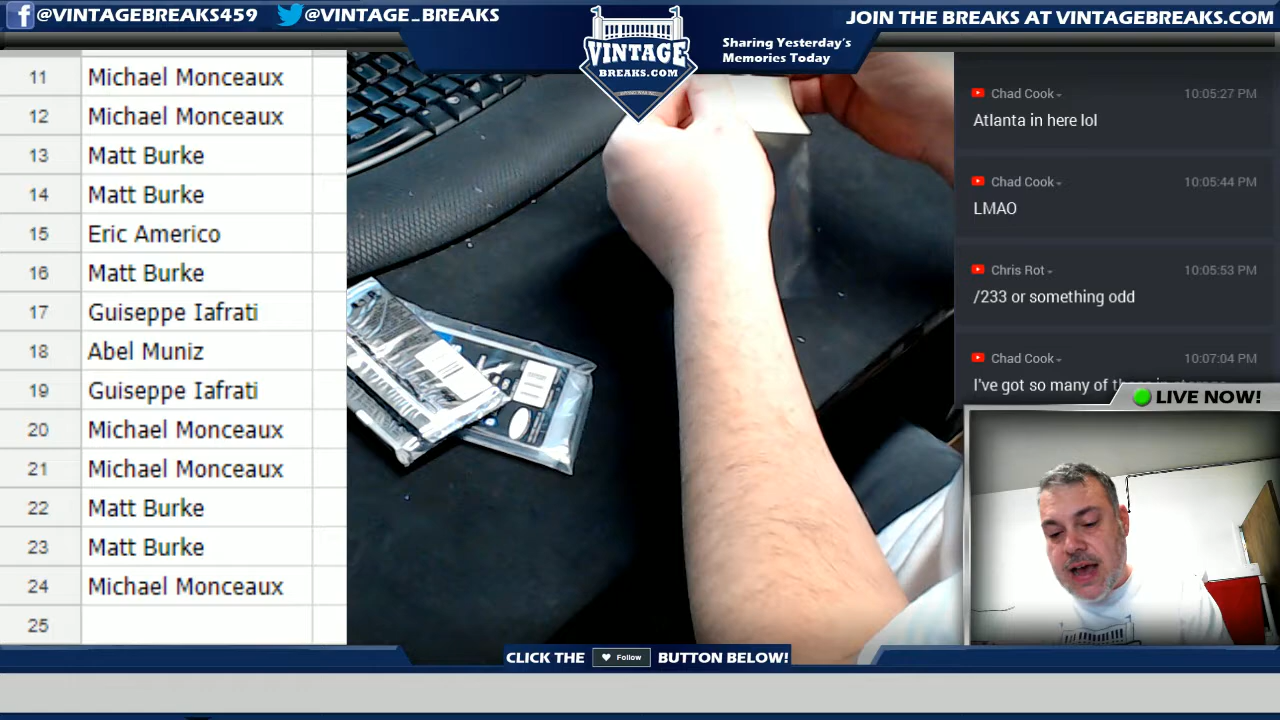 @VINTAGEBREAKS459
@VINTAGE_BREAKS
VINTAGE
BREAKS.COM
Sharing Yesterday's
Memories Today
JOIN THE BREAKS AT VINTAGEBREAKS.COM
11 Michael Monceaux
12 Michael Monceaux
13 Matt Burke
14 Matt Burke
15 Eric Americo
16 Matt Burke
17 Guiseppe Iafrati
18 Abel Muniz
19 Guiseppe Iafrati
20 Michael Monceaux
21 Michael Monceaux
22 Matt Burke
23 Matt Burke
24 Michael Monceaux
25
Chad Cook 10:05:27 PM
Atlanta in here lol
Chad Cook 10:05:44 PM
LMAO
Chris Rot 10:05:53 PM
/233 or something odd
Chad Cook 10:07:04 PM
I've got so many of
LIVE NOW!
CLICK THE Follow BUTTON BELOW!